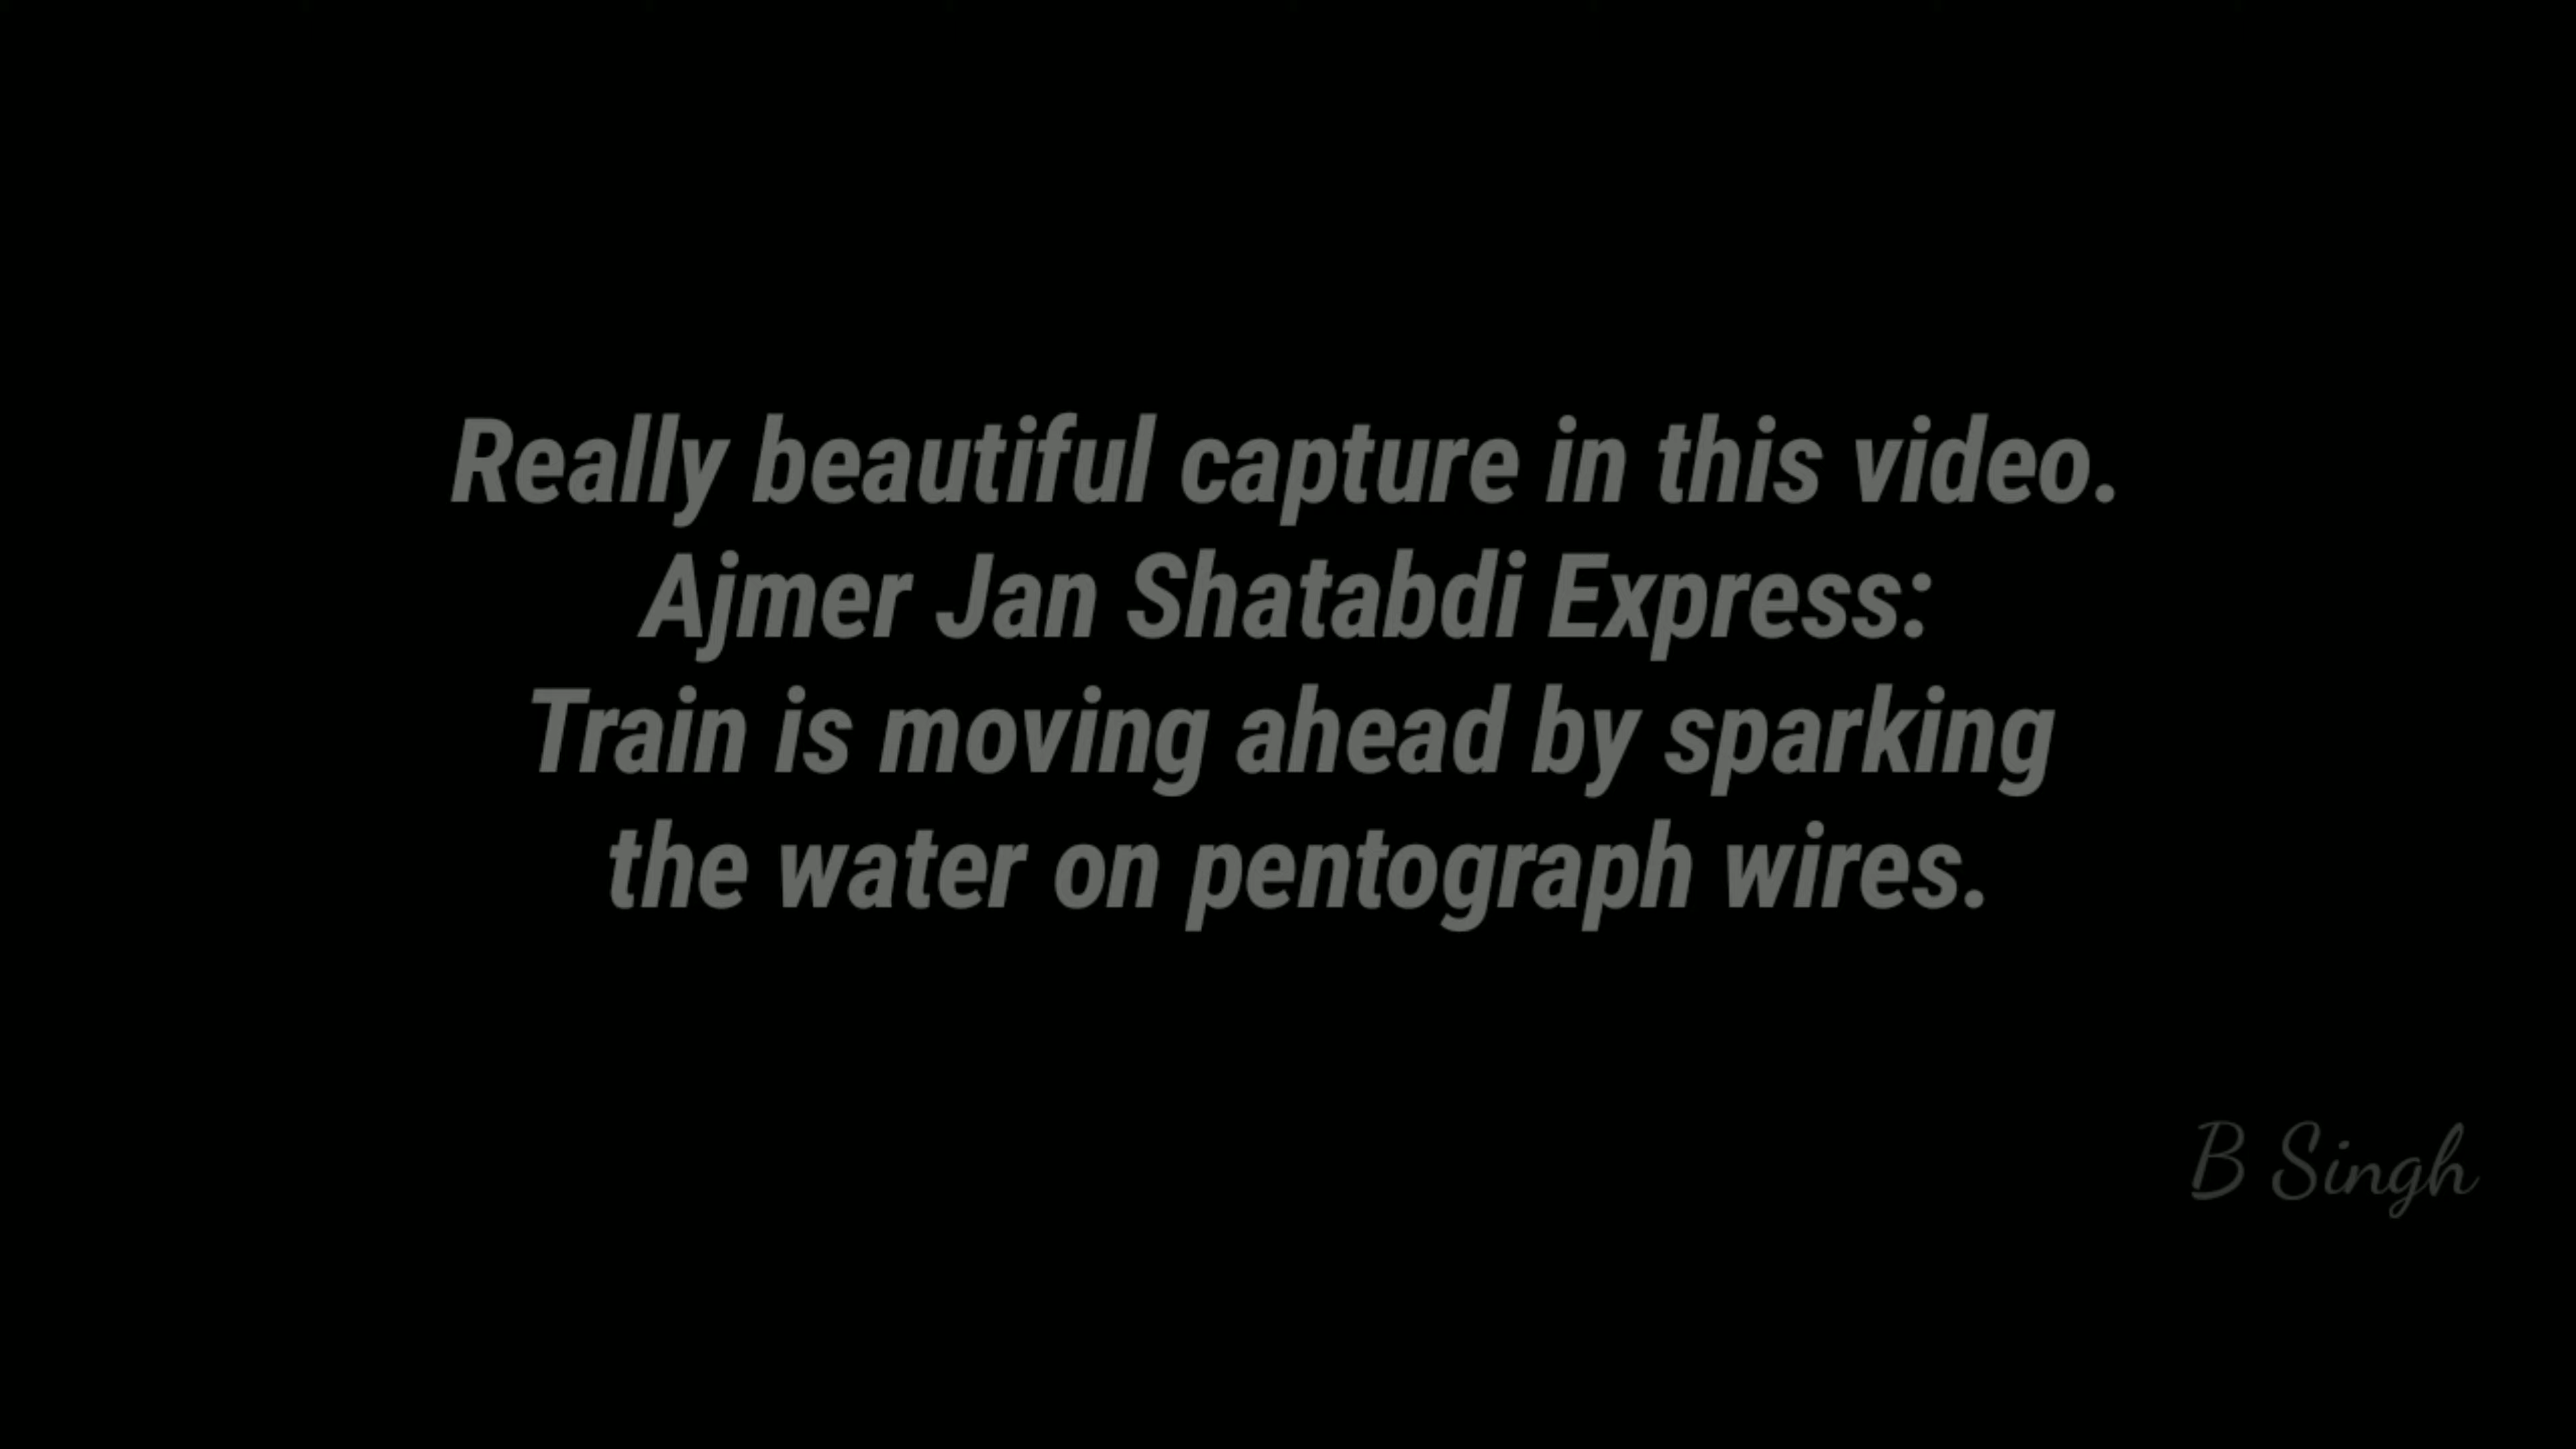 Really beautiful capture in this video.
Ajmer Jan Shatabdi Express:
Train is moving ahead by sparking
the water on pentograph wires.
B Singh